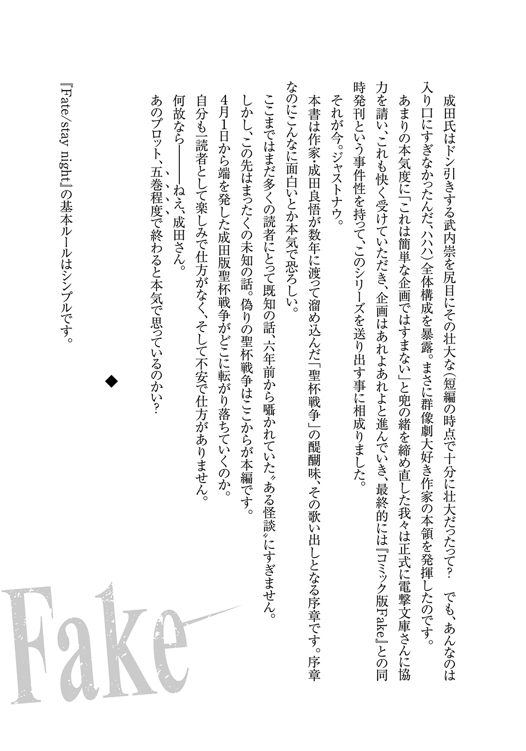 成田氏はドン引きする武内崇を尻目にその壮大な（短編の時点で十分に壮大だったって？　でも、あんなのは
入り口にすぎなかったんだ、ハハハ）全体構成を暴露。まさに群像劇大好き作家の本領を発揮したのです。
あまりの本気度に「これは簡単な企画ではすまない」と兜の緒を締め直した我々は正式に電撃文庫さんに協
力を請い、これも快く受けていただき、企画はあれよあれよと進んでいき、最終的には『コミック版Fake』との同
時発刊という事件性を持って、このシリーズを送り出す事に相成りました。
それが今。ジャストナウ。
本書は作家・成田良悟が数年に渡って溜め込んだ「聖杯戦争」の醍醐味、その歌い出しとなる序章です。序章
なのにこんなに面白いとか本気で恐ろしい。
ここまではまだ多くの読者にとって既知の話、六年前から囁かれていた〝ある怪談〟にすぎません。
しかし、この先はまったくの未知の話。偽りの聖杯戦争はここからが本編です。
4月1日から端を発した成田版聖杯戦争がどこに転がり落ちていくのか。
自分も一読者として楽しみで仕方がなく、そして不安で仕方がありません。
何故なら―――ねえ、成田さん。
あのプロット、五巻程度で終わると本気で思っているのかい？
◆
『Fate/stay night』の基本ルールはシンプルです。
Fake